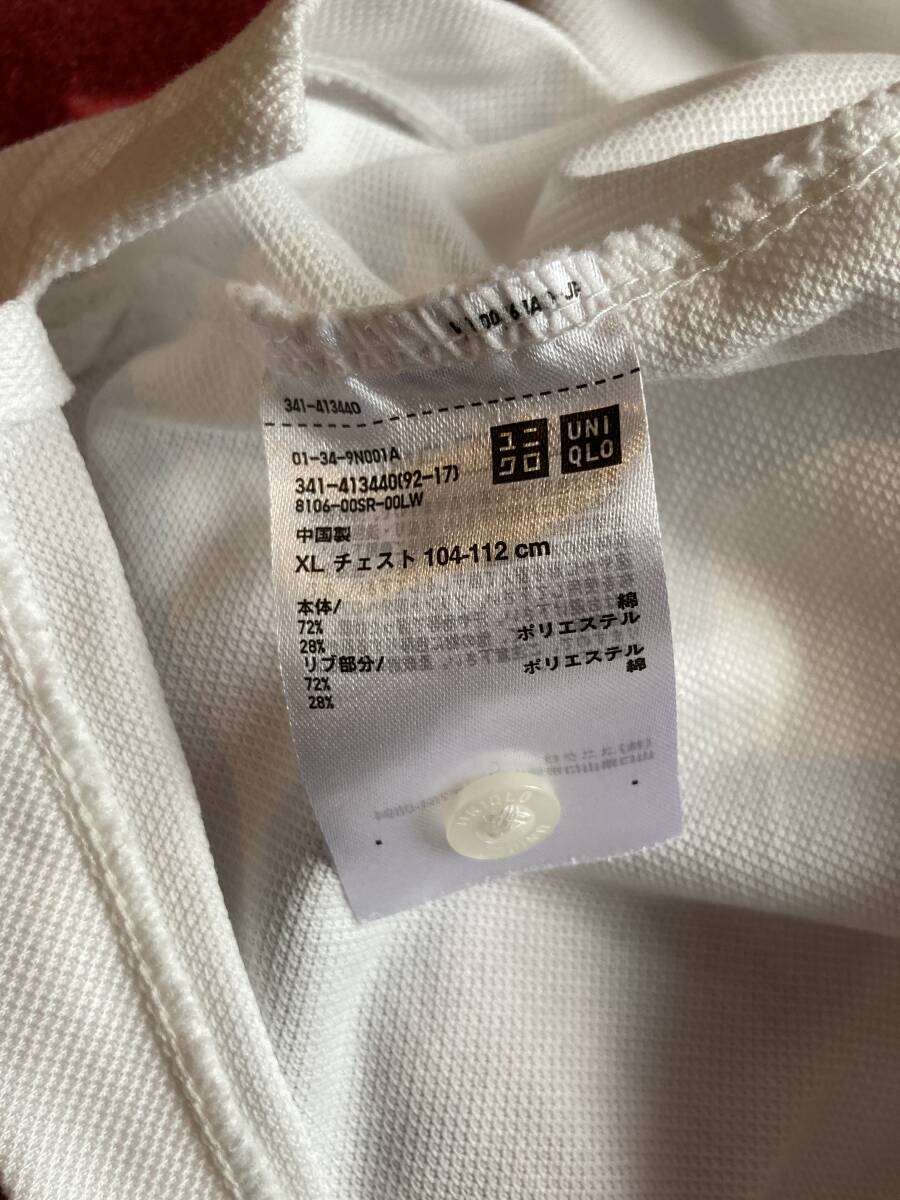 341-413440
01-34-9N001A
341-413440(92-17)
8106-00SR-00LW
ユニ
クロ
UNI
QLO
中国製
XL チェスト 104-112 cm
本体/
72% 綿
28% ポリエステル
リブ部分/
72% ポリエステル
28% 綿
UNIQLO